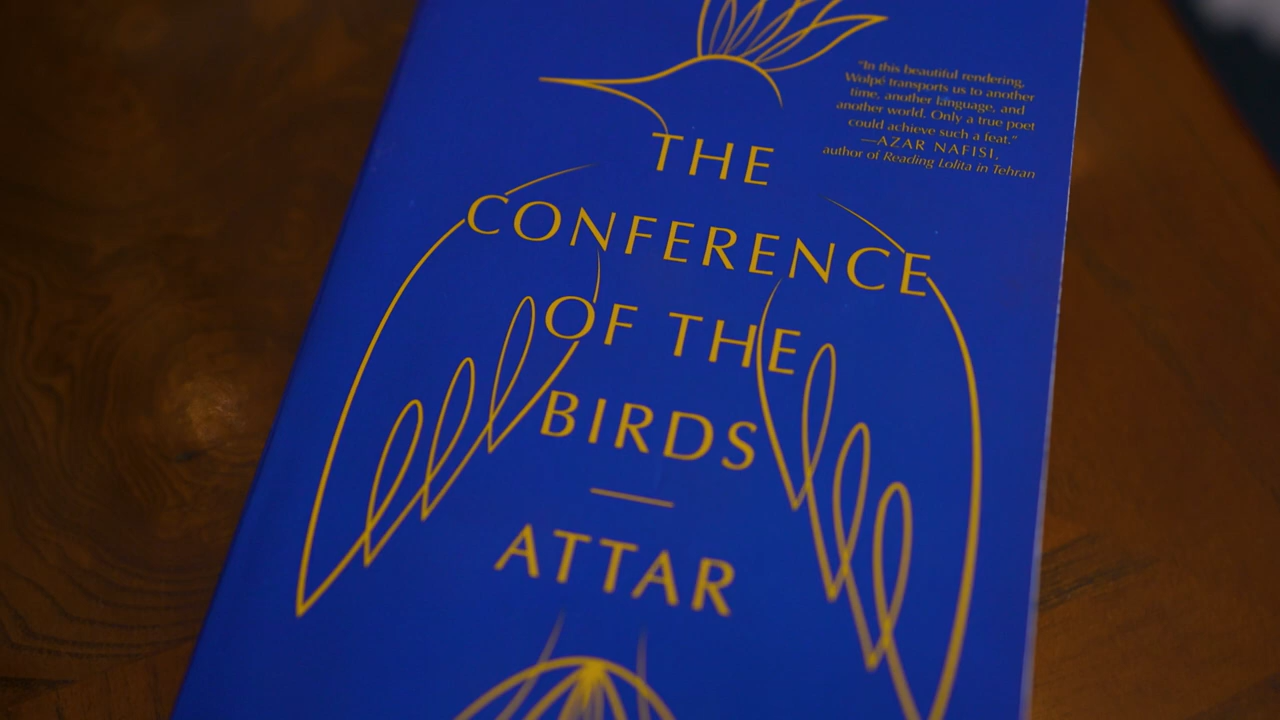 "In this beautiful rendering,
Wolpé transports us to another
time, another language, and
another world. Only a true poet
could achieve such a feat."
—AZAR NAFISI,
author of Reading Lolita in Tehran
THE
CONFERENCE
OF THE
BIRDS
ATTAR